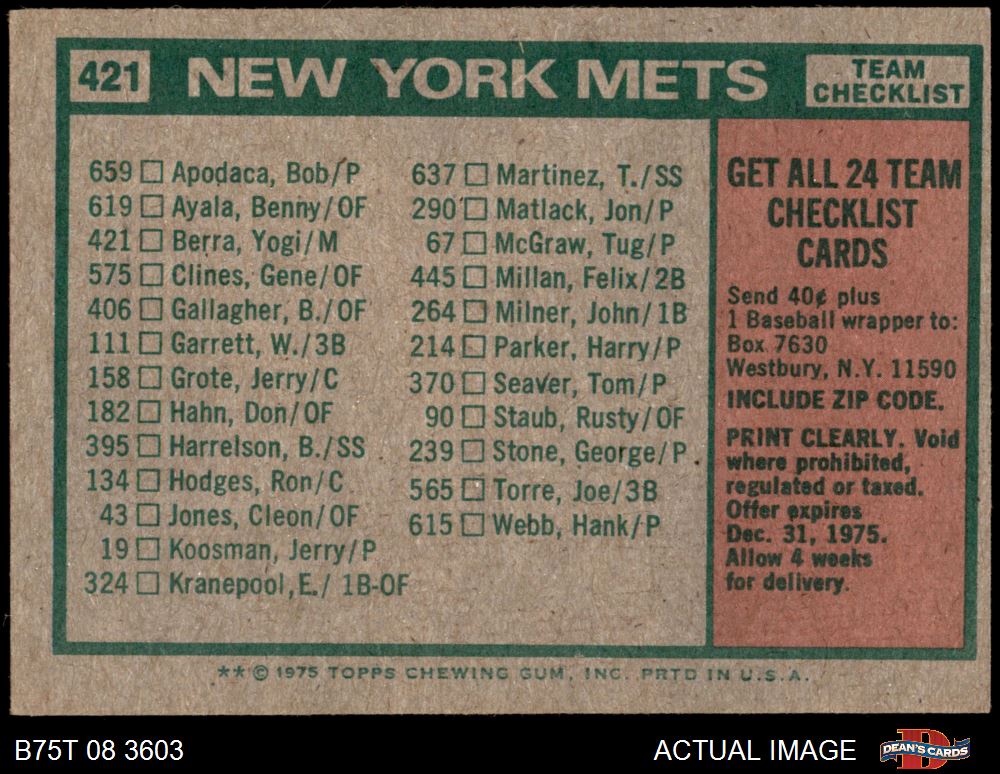 421 NEW YORK METS TEAM CHECKLIST
659 □ Apodaca, Bob/P
619 □ Ayala, Benny/OF
421 □ Berra, Yogi/M
575 □ Clines, Gene/OF
406 □ Gallagher, B./OF
111 □ Garrett, W./3B
158 □ Grote, Jerry/C
182 □ Hahn, Don/OF
395 □ Harrelson, B./SS
134 □ Hodges, Ron/C
43 □ Jones, Cleon/OF
19 □ Koosman, Jerry/P
324 □ Kranepool,E./ 1B-OF
637 □ Martinez, T./SS
290 □ Matlack, Jon/P
67 □ McGraw, Tug/P
445 □ Millan, Felix/2B
264 □ Milner, John/1B
214 □ Parker, Harry/P
370 □ Seaver, Tom/P
90 □ Staub, Rusty/OF
239 □ Stone, George/P
565 □ Torre, Joe/3B
615 □ Webb, Hank/P
GET ALL 24 TEAM
CHECKLIST
CARDS
Send 40¢ plus
1 Baseball wrapper to:
Box 7630
Westbury, N.Y. 11590
INCLUDE ZIP CODE.
PRINT CLEARLY. Void
where prohibited,
regulated or taxed.
Offer expires
Dec. 31, 1975.
Allow 4 weeks
for delivery.
**© 1975 TOPPS CHEWING GUM, INC. PRTD IN U.S.A.
B75T 08 3603
ACTUAL IMAGE
DEAN'S CARDS